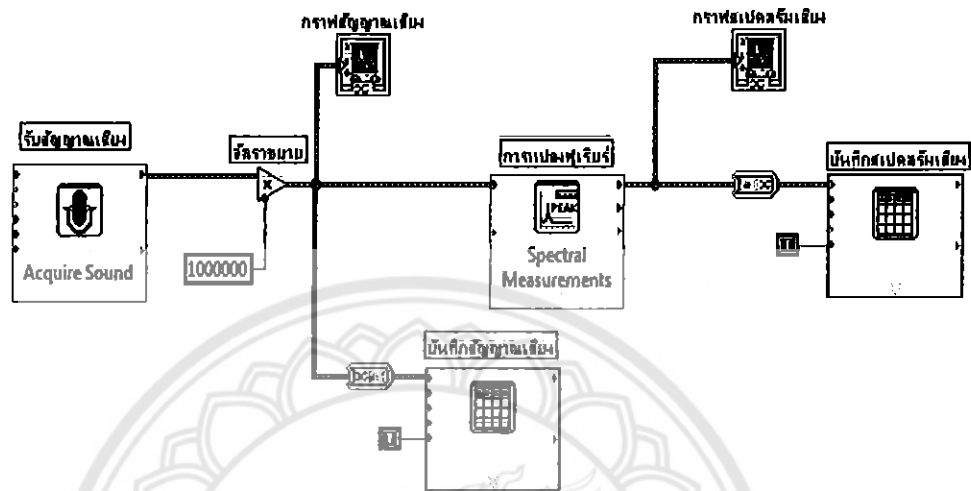 กราฟสัญญาณเสียง
กราฟสเปคตรัมเสียง
รับสัญญาณเสียง
อัตราขยาย
การแปลงฟูเรียร์
บันทึกสเปคตรัมเสียง
PEAK
Acquire Sound
1000000
Spectral
Measurements
บันทึกสัญญาณเสียง